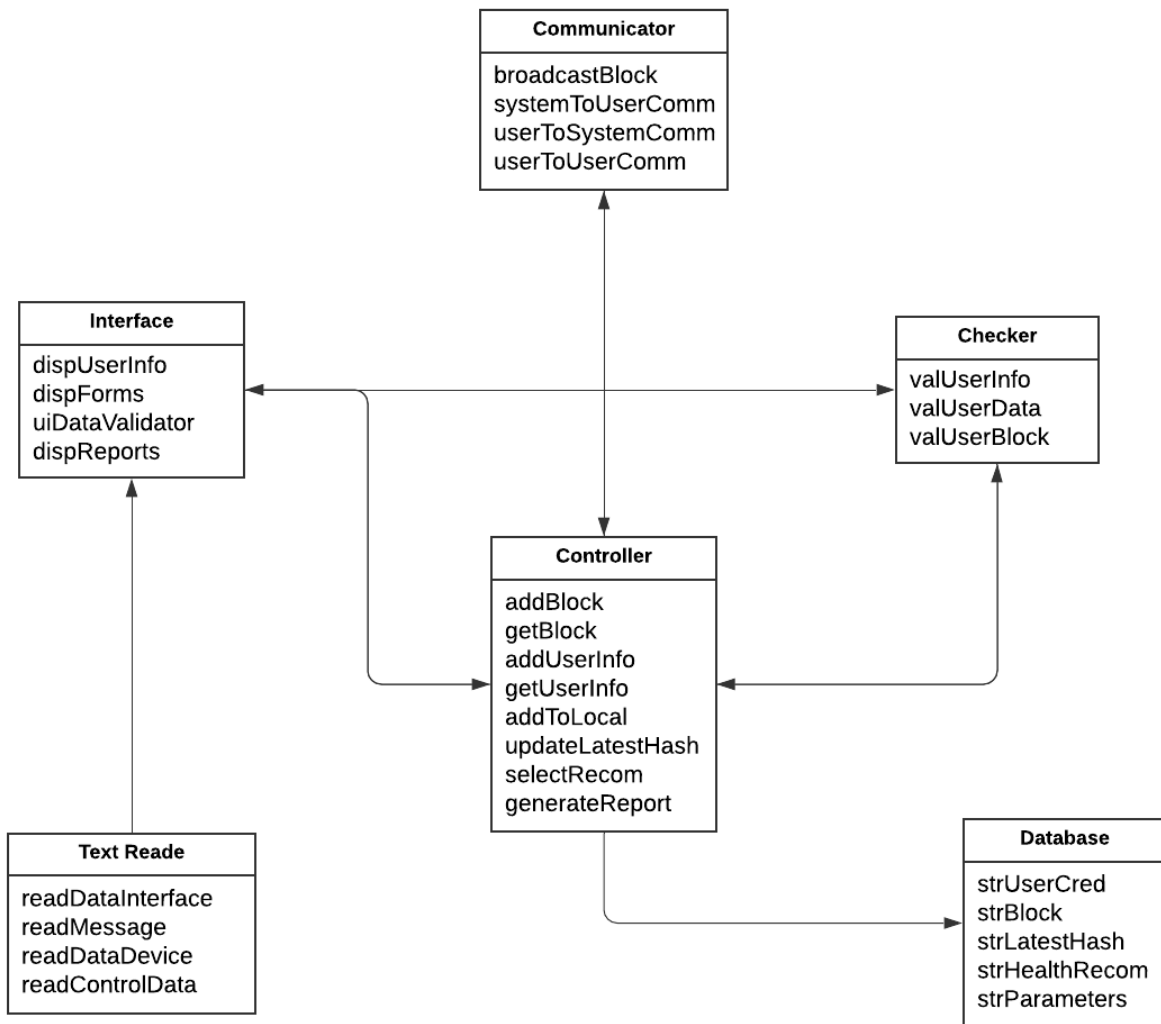 Communicator
broadcastBlock
systemToUserComm
userToSystemComm
userToUserComm
Interface
dispUserInfo
dispForms
uiDataValidator
dispReports
Checker
valUserInfo
valUserData
valUserBlock
Controller
addBlock
getBlock
addUserInfo
getUserInfo
addToLocal
updateLatestHash
selectRecom
generateReport
Text Reade
readDataInterface
readMessage
readDataDevice
readControlData
Database
strUserCred
strBlock
strLatestHash
strHealthRecom
strParameters